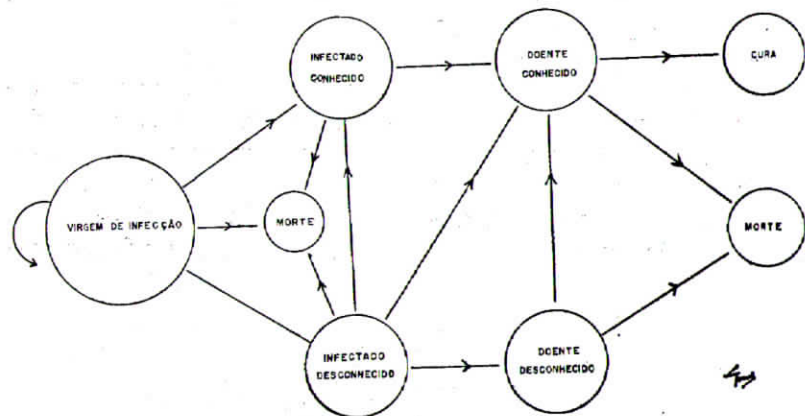 INFECTADO
CONHECIDO
DOENTE
CONHECIDO
CURA
VIRGEM DE INFECÇÃO
MORTE
MORTE
INFECTADO
DESCONHECIDO
DOENTE
DESCONHECIDO